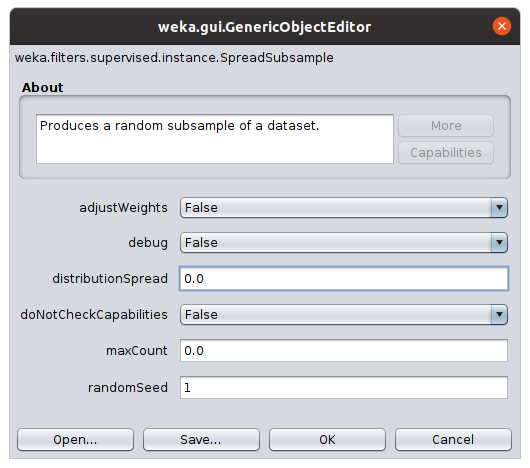 weka.gui.GenericObjectEditor
weka.filters.supervised.instance.SpreadSubsample
About
Produces a random subsample of a dataset.
More
Capabilities
adjustWeights False
debug False
distributionSpread 0.0
doNotCheckCapabilities False
maxCount 0.0
randomSeed 1
Open... Save... OK Cancel